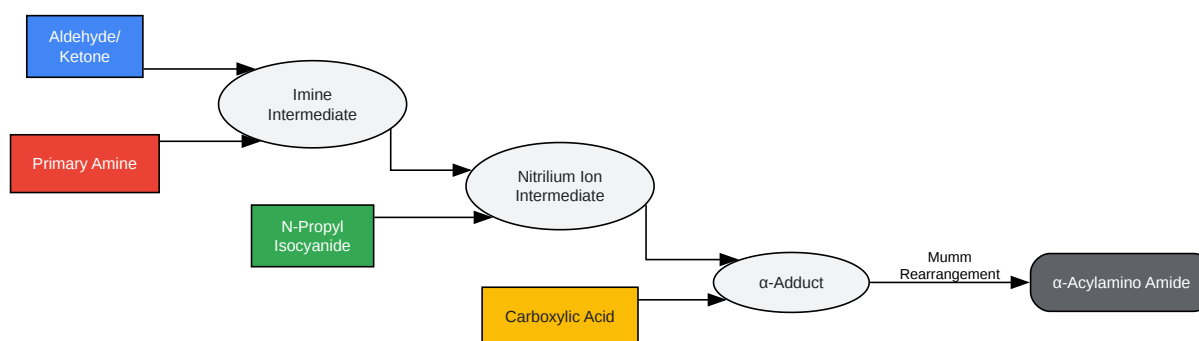 Aldehyde/
Ketone
Imine
Intermediate
Primary Amine
Nitrilium Ion
Intermediate
N-Propyl
Isocyanide
Mumm
Rearrangement
α-Adduct
α-Acylamino Amide
Carboxylic Acid